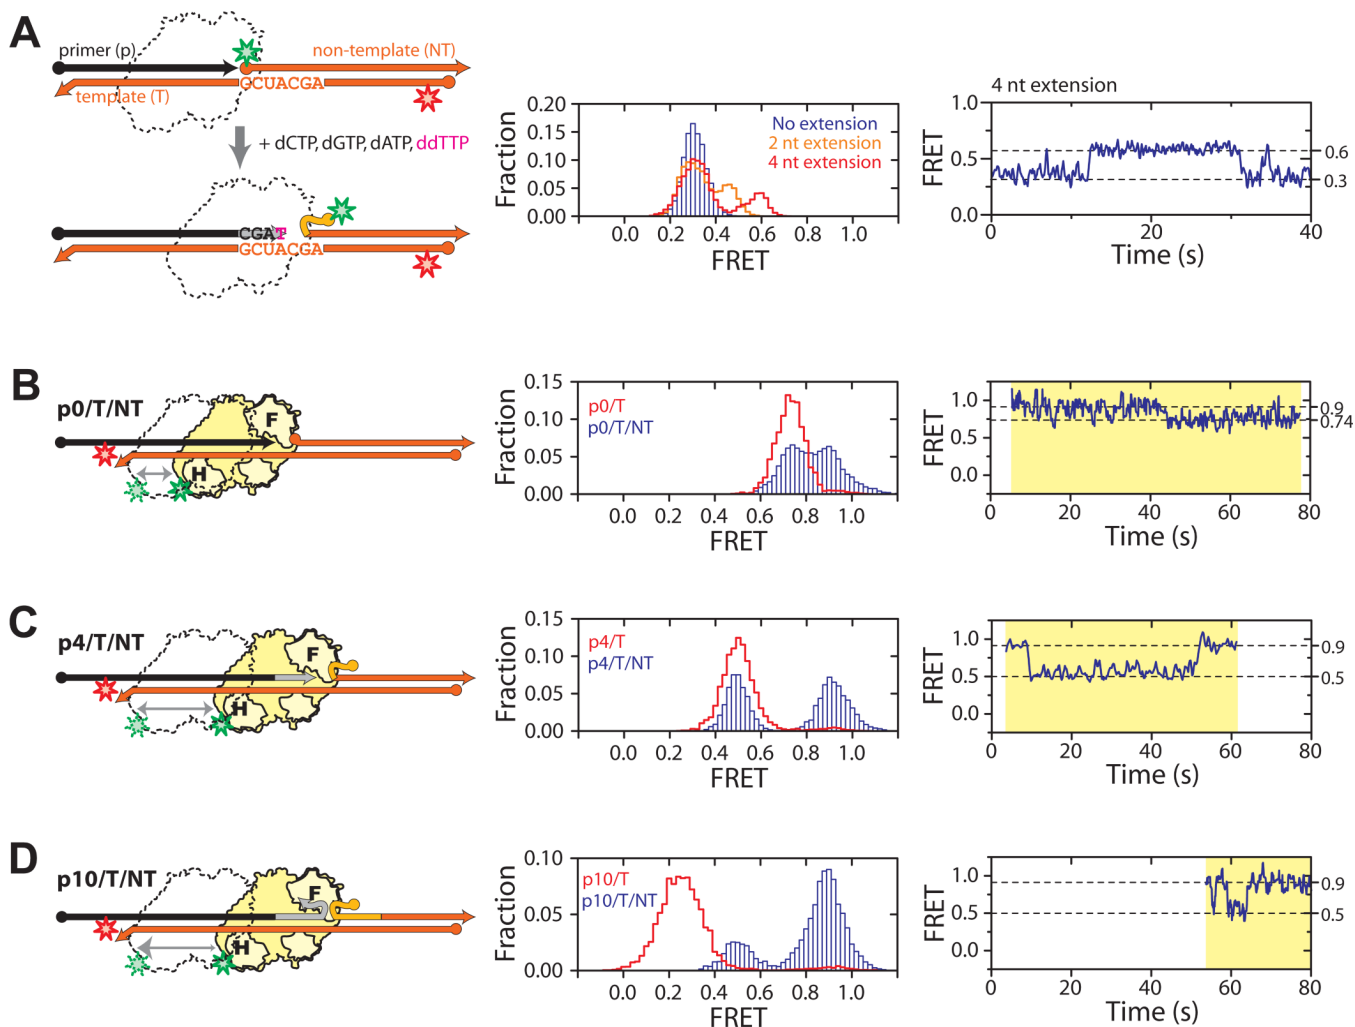 A
primer (p)
non-template (NT)
GCUACGA
template (T)
+ dCTP, dGTP, dATP, ddTTP
CGAT
GCUACGA
Fraction
0.20
0.15
0.10
0.05
0.00
No extension
2 nt extension
4 nt extension
0.0 0.2 0.4 0.6 0.8 1.0
FRET
4 nt extension
FRET
1.0
0.5
0.0
0.6
0.3
0 20 40
Time (s)
B
p0/T/NT
F
H
Fraction
0.15
0.10
0.05
0.00
p0/T
p0/T/NT
0.0 0.2 0.4 0.6 0.8 1.0
FRET
FRET
1.0
0.5
0.0
0.9
0.74
0 20 40 60 80
Time (s)
C
p4/T/NT
F
H
Fraction
0.15
0.10
0.05
0.00
p4/T
p4/T/NT
0.0 0.2 0.4 0.6 0.8 1.0
FRET
FRET
1.0
0.5
0.0
0.9
0.5
0 20 40 60 80
Time (s)
D
p10/T/NT
F
H
Fraction
0.10
0.05
0.00
p10/T
p10/T/NT
0.0 0.2 0.4 0.6 0.8 1.0
FRET
FRET
1.0
0.5
0.0
0.9
0.5
0 20 40 60 80
Time (s)